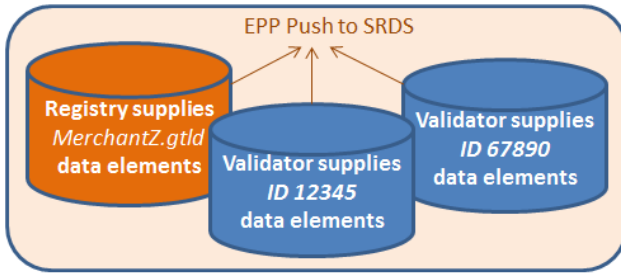 EPP Push to SRDS
Registry supplies
MerchantZ.gtld
data elements
Validator supplies
ID 12345
data elements
Validator supplies
ID 67890
data elements